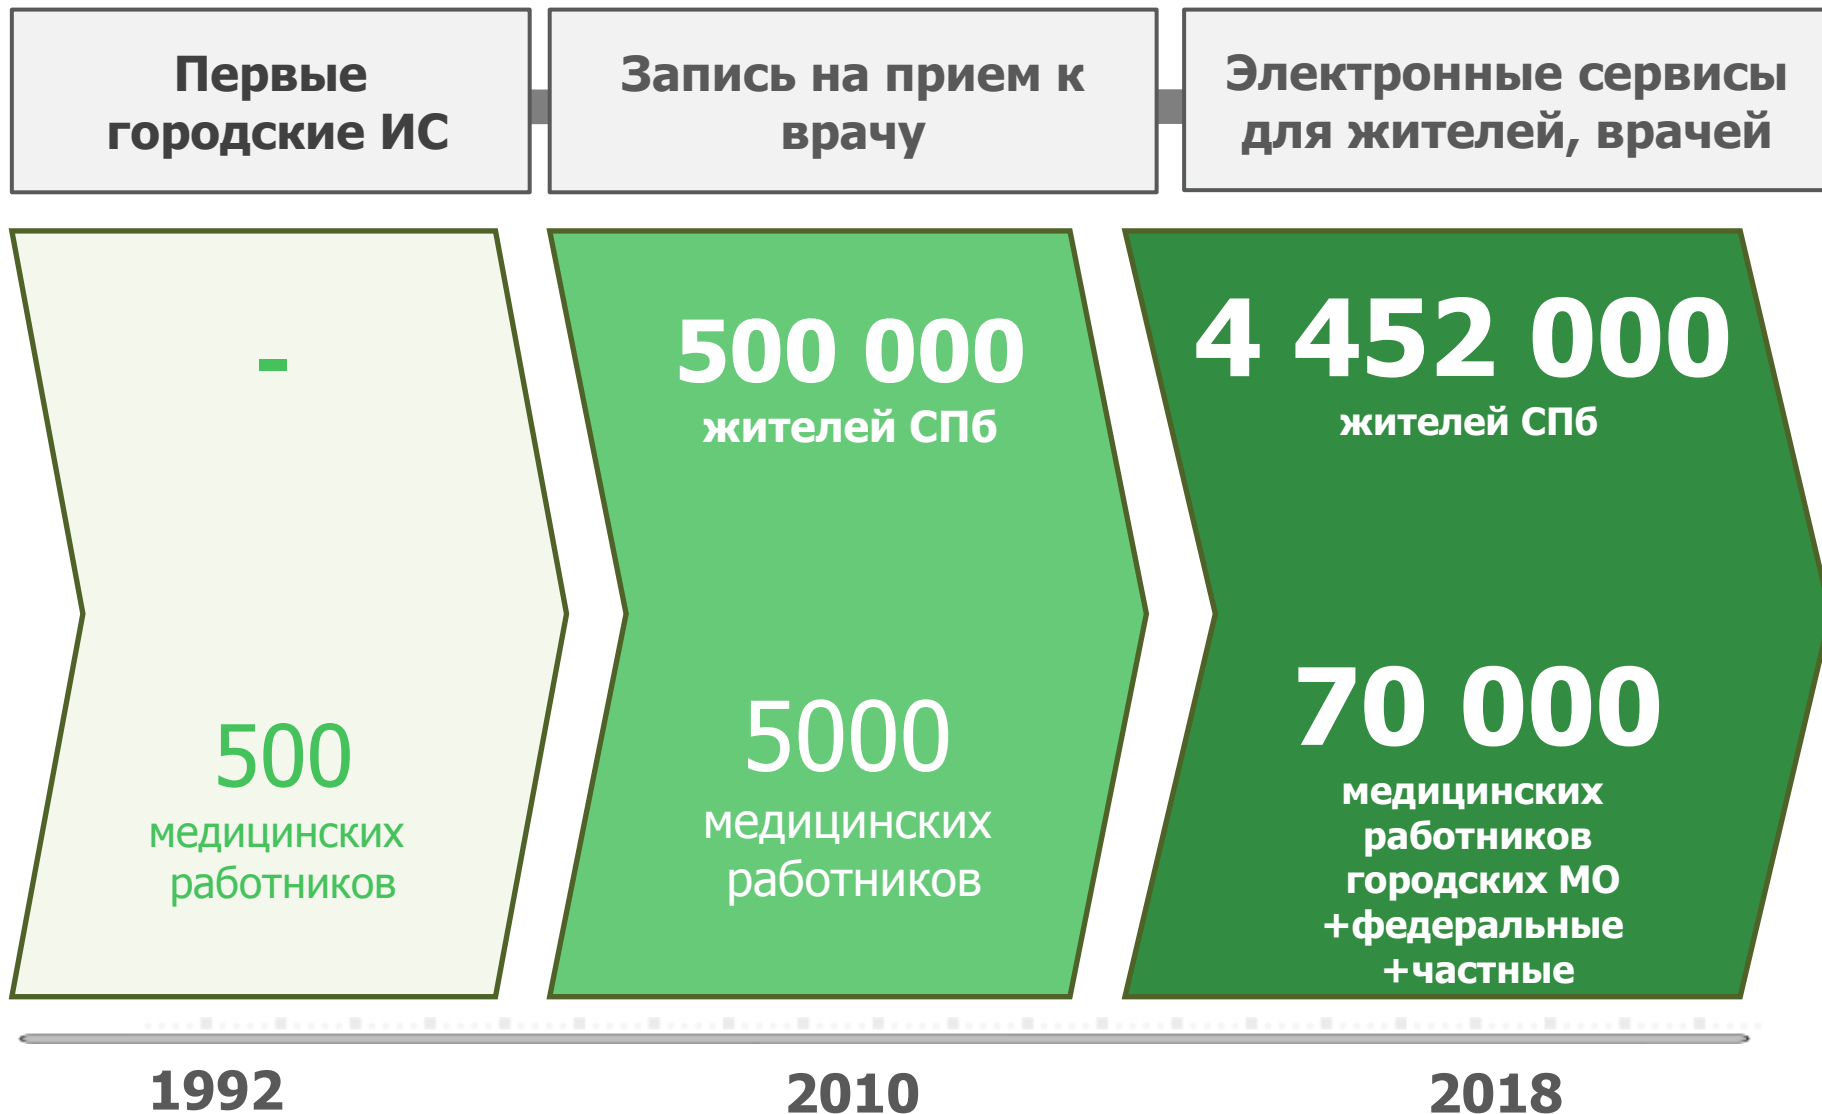 Первые
городские ИС
Запись на прием к
врачу
Электронные сервисы
для жителей, врачей
-
500
медицинских
работников
500 000
жителей СПб
5000
медицинских
работников
4 452 000
жителей СПб
70 000
медицинских
работников
городских МО
+федеральные
+частные
1992
2010
2018